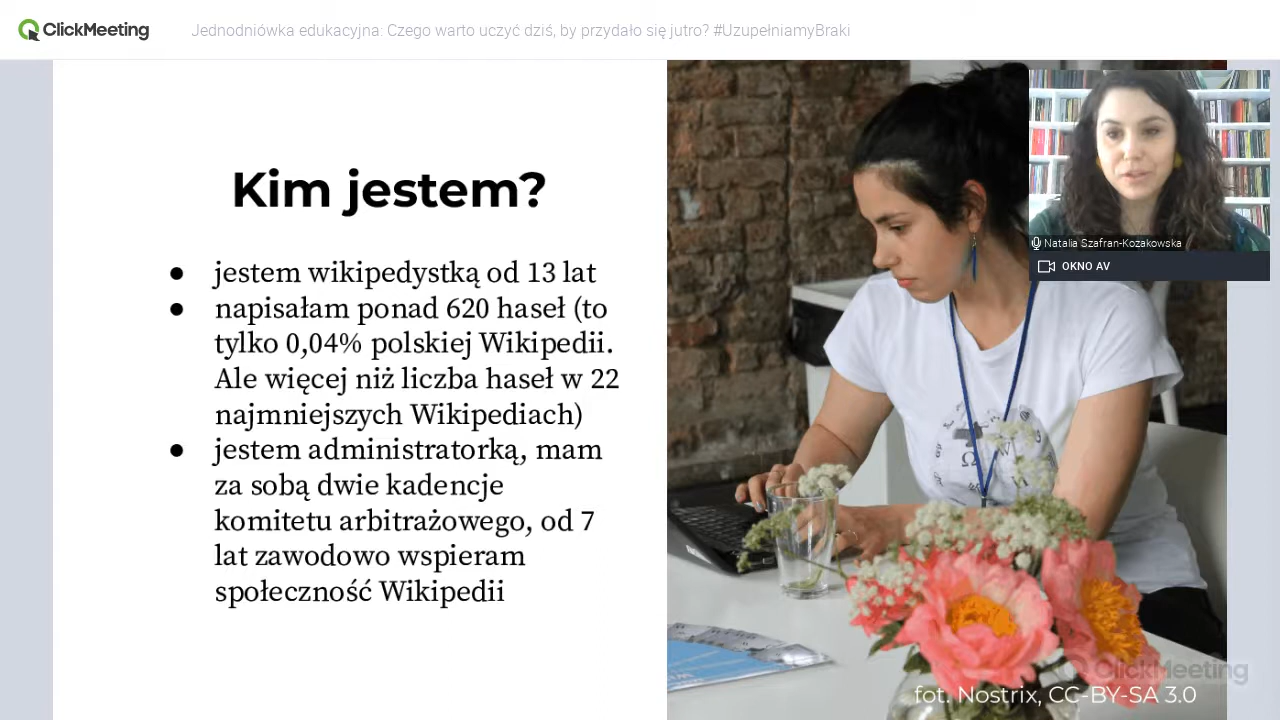 ClickMeeting
Jednodniówka edukacyjna: Czego warto uczyć dziś, by przydało się jutro? #UzupełniamyBraki
Kim jestem?
● jestem wikipedystką od 13 lat
● napisałam ponad 620 haseł (to
tylko 0,04% polskiej Wikipedii.
Ale więcej niż liczba haseł w 22
najmniejszych Wikipediach)
● jestem administratorką, mam
za sobą dwie kadencje
komitetu arbitrażowego, od 7
lat zawodowo wspieram
społeczność Wikipedii
Natalia Szafran-Kozakowska
OKNO AV
Ω
ClickMeeting
fot. Nostrix, CC-BY-SA 3.0